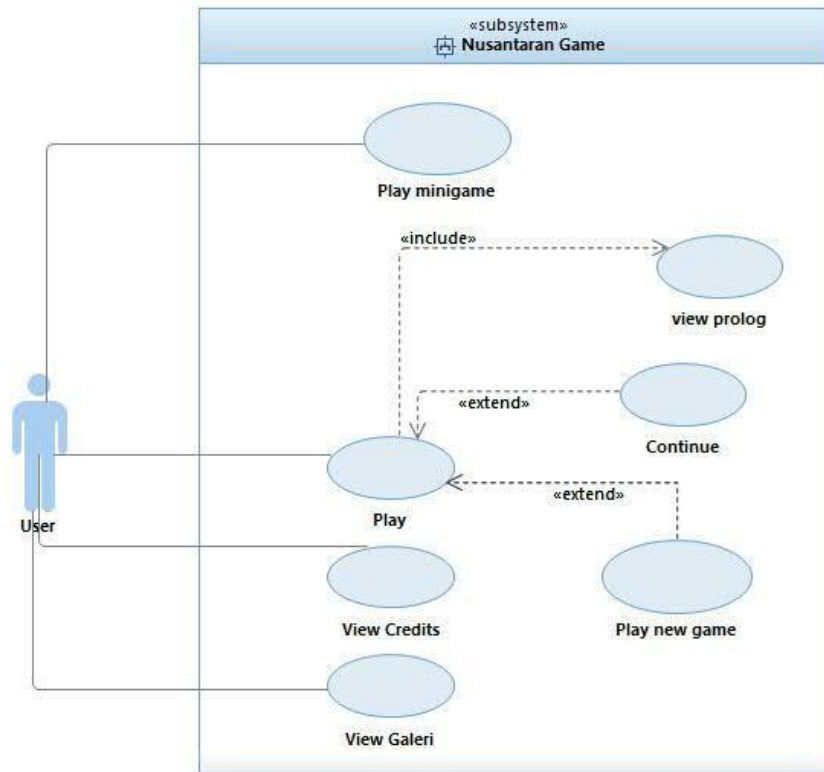 «subsystem»
Nusantaran Game
Play minigame
«include»
view prolog
«extend»
Continue
«extend»
Play
User
View Credits
Play new game
View Galeri